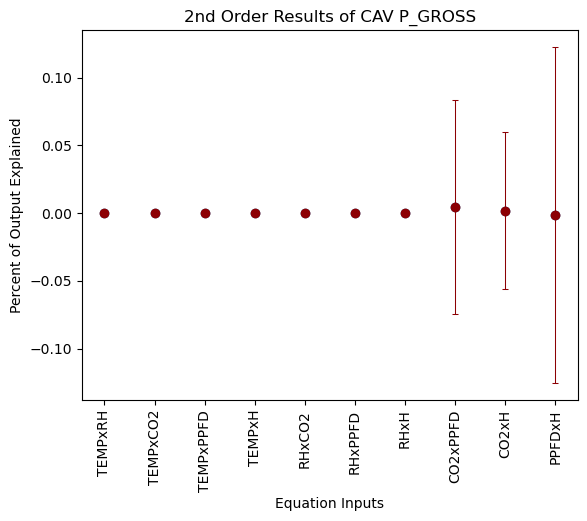 2nd Order Results of CAV P_GROSS
Percent of Output Explained
0.10
0.05
0.00
−0.05
−0.10
TEMPxRH
TEMPxCO2
TEMPxPPFD
TEMPxH
RHxCO2
RHxPPFD
RHxH
CO2xPPFD
CO2xH
PPFDxH
Equation Inputs